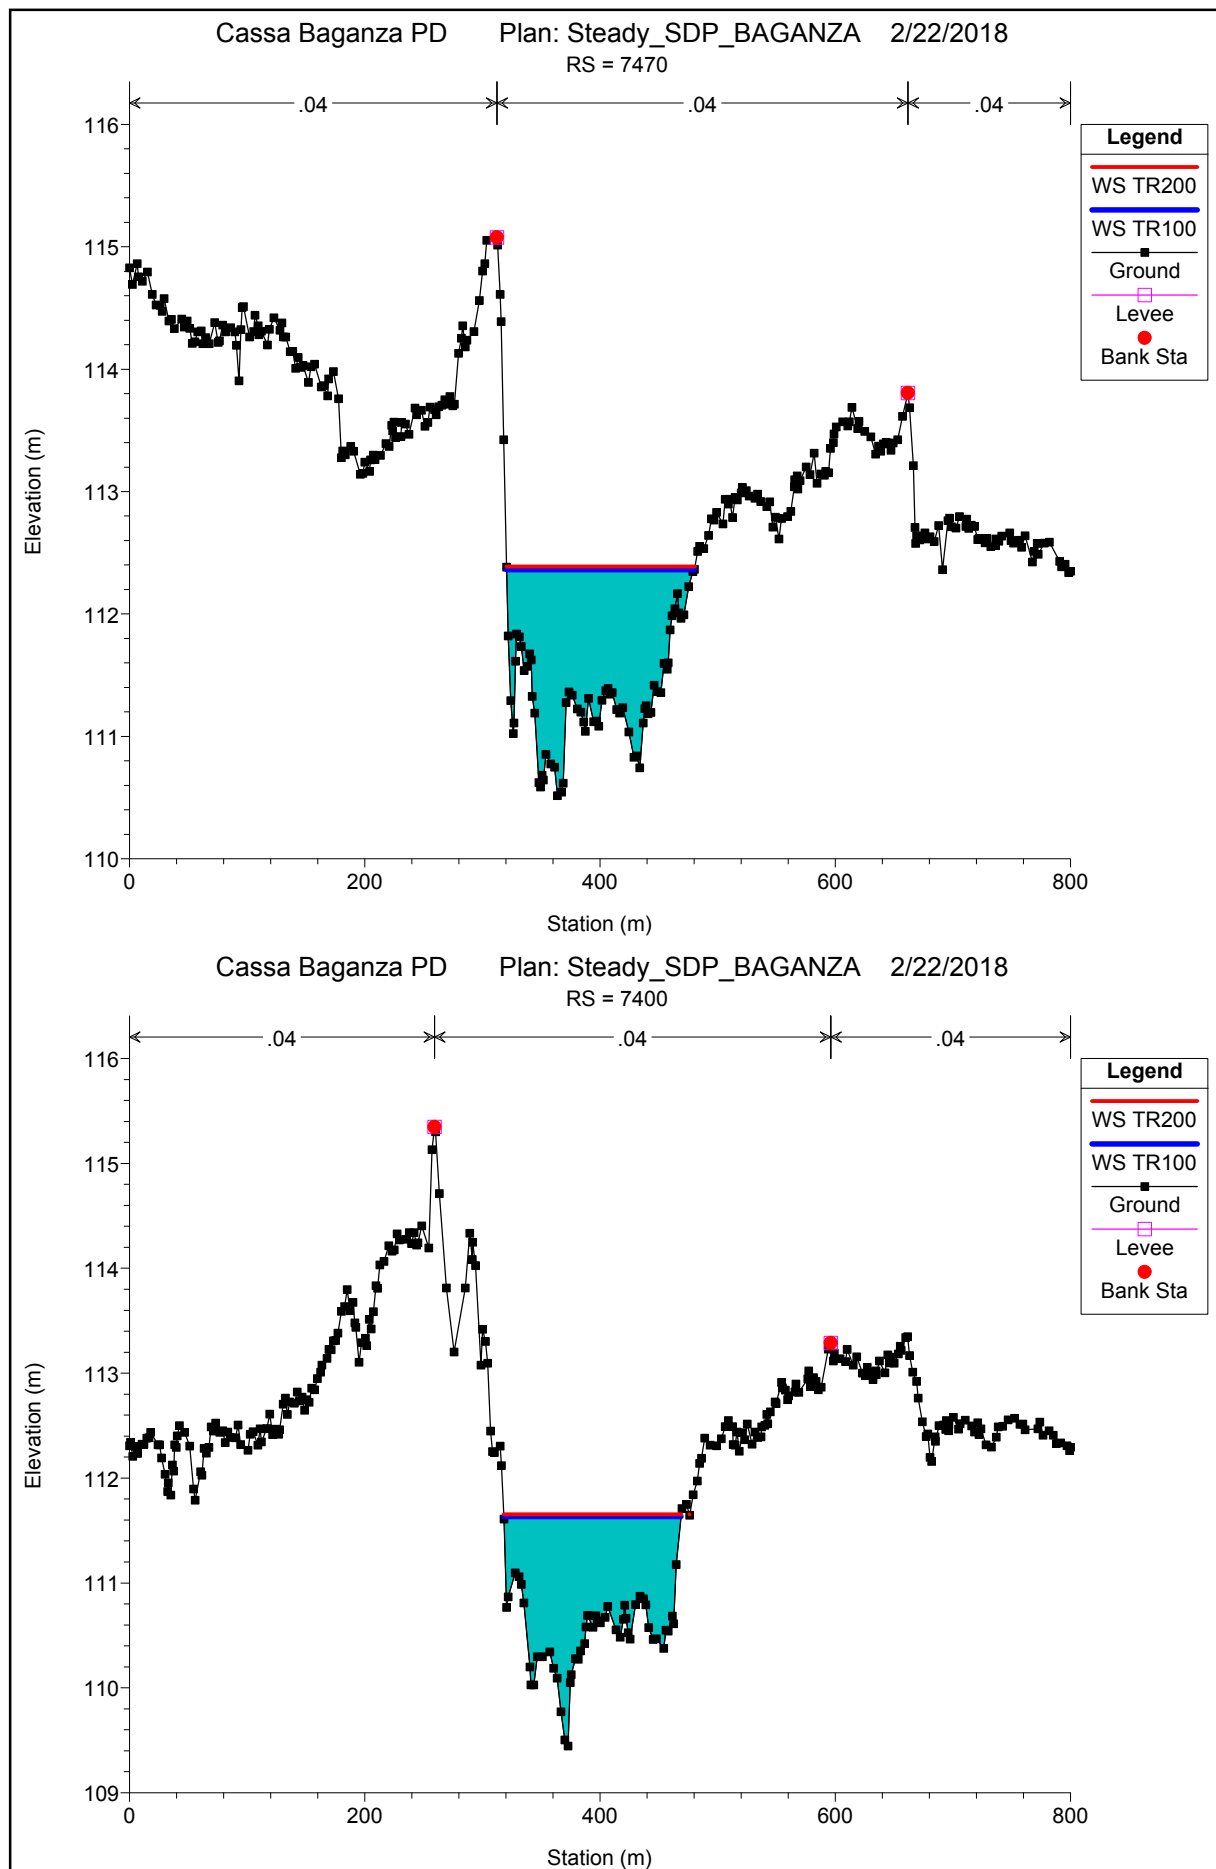 Cassa Baganza PD Plan: Steady_SDP_BAGANZA 2/22/2018
RS = 7470
.04 .04 .04
Legend
WS TR200
WS TR100
Ground
Levee
Bank Sta
Elevation (m)
116
115
114
113
112
111
110
0 200 400 600 800
Station (m)
Cassa Baganza PD Plan: Steady_SDP_BAGANZA 2/22/2018
RS = 7400
.04 .04 .04
Legend
WS TR200
WS TR100
Ground
Levee
Bank Sta
Elevation (m)
116
115
114
113
112
111
110
109
0 200 400 600 800
Station (m)